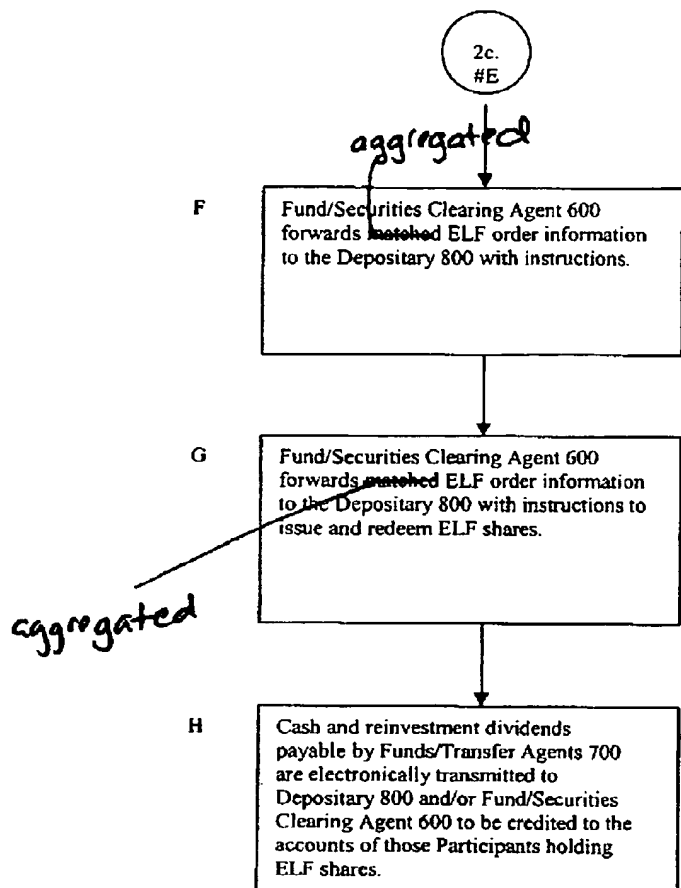 2c.
#E
aggregated
F
Fund/Securities Clearing Agent 600
forwards matched ELF order information
to the Depositary 800 with instructions.
G
Fund/Securities Clearing Agent 600
forwards matched ELF order information
to the Depositary 800 with instructions to
issue and redeem ELF shares.
aggregated
H
Cash and reinvestment dividends
payable by Funds/Transfer Agents 700
are electronically transmitted to
Depositary 800 and/or Fund/Securities
Clearing Agent 600 to be credited to the
accounts of those Participants holding
ELF shares.